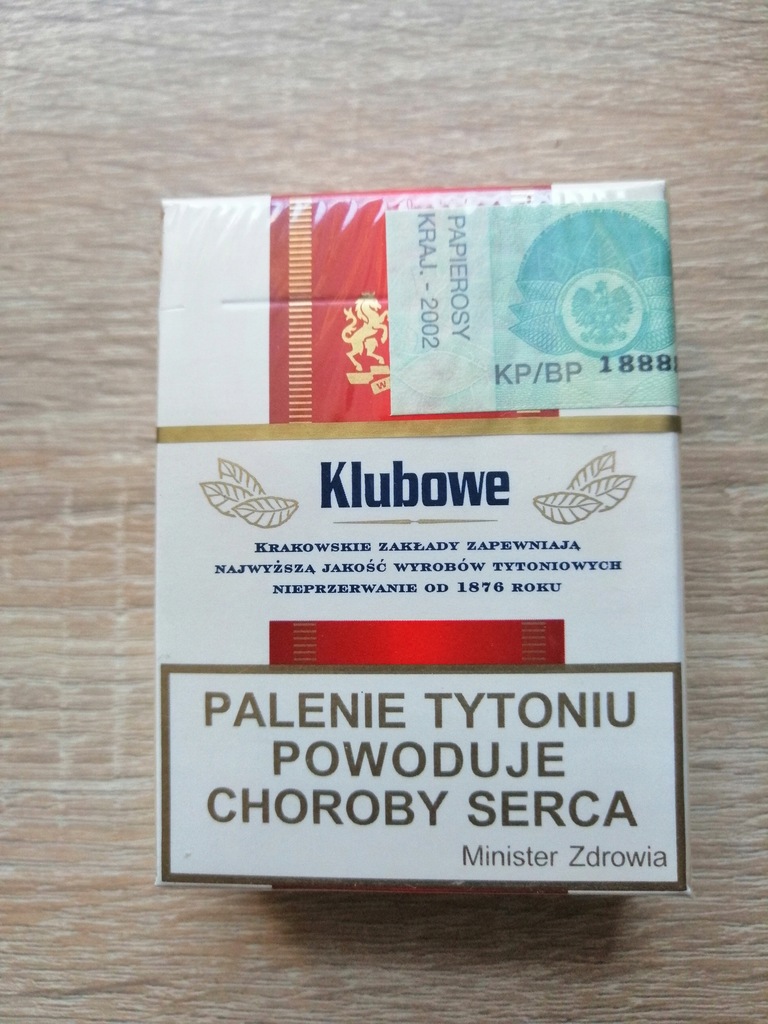 PAPIEROSY
KRAJ. - 2002
KP/BP 18888
W
Klubowe
KRAKOWSKIE ZAKŁADY ZAPEWNIAJĄ
NAJWYŻSZĄ JAKOŚĆ WYROBÓW TYTONIOWYCH
NIEPRZERWANIE OD 1876 ROKU
PALENIE TYTONIU
POWODUJE
CHOROBY SERCA
Minister Zdrowia